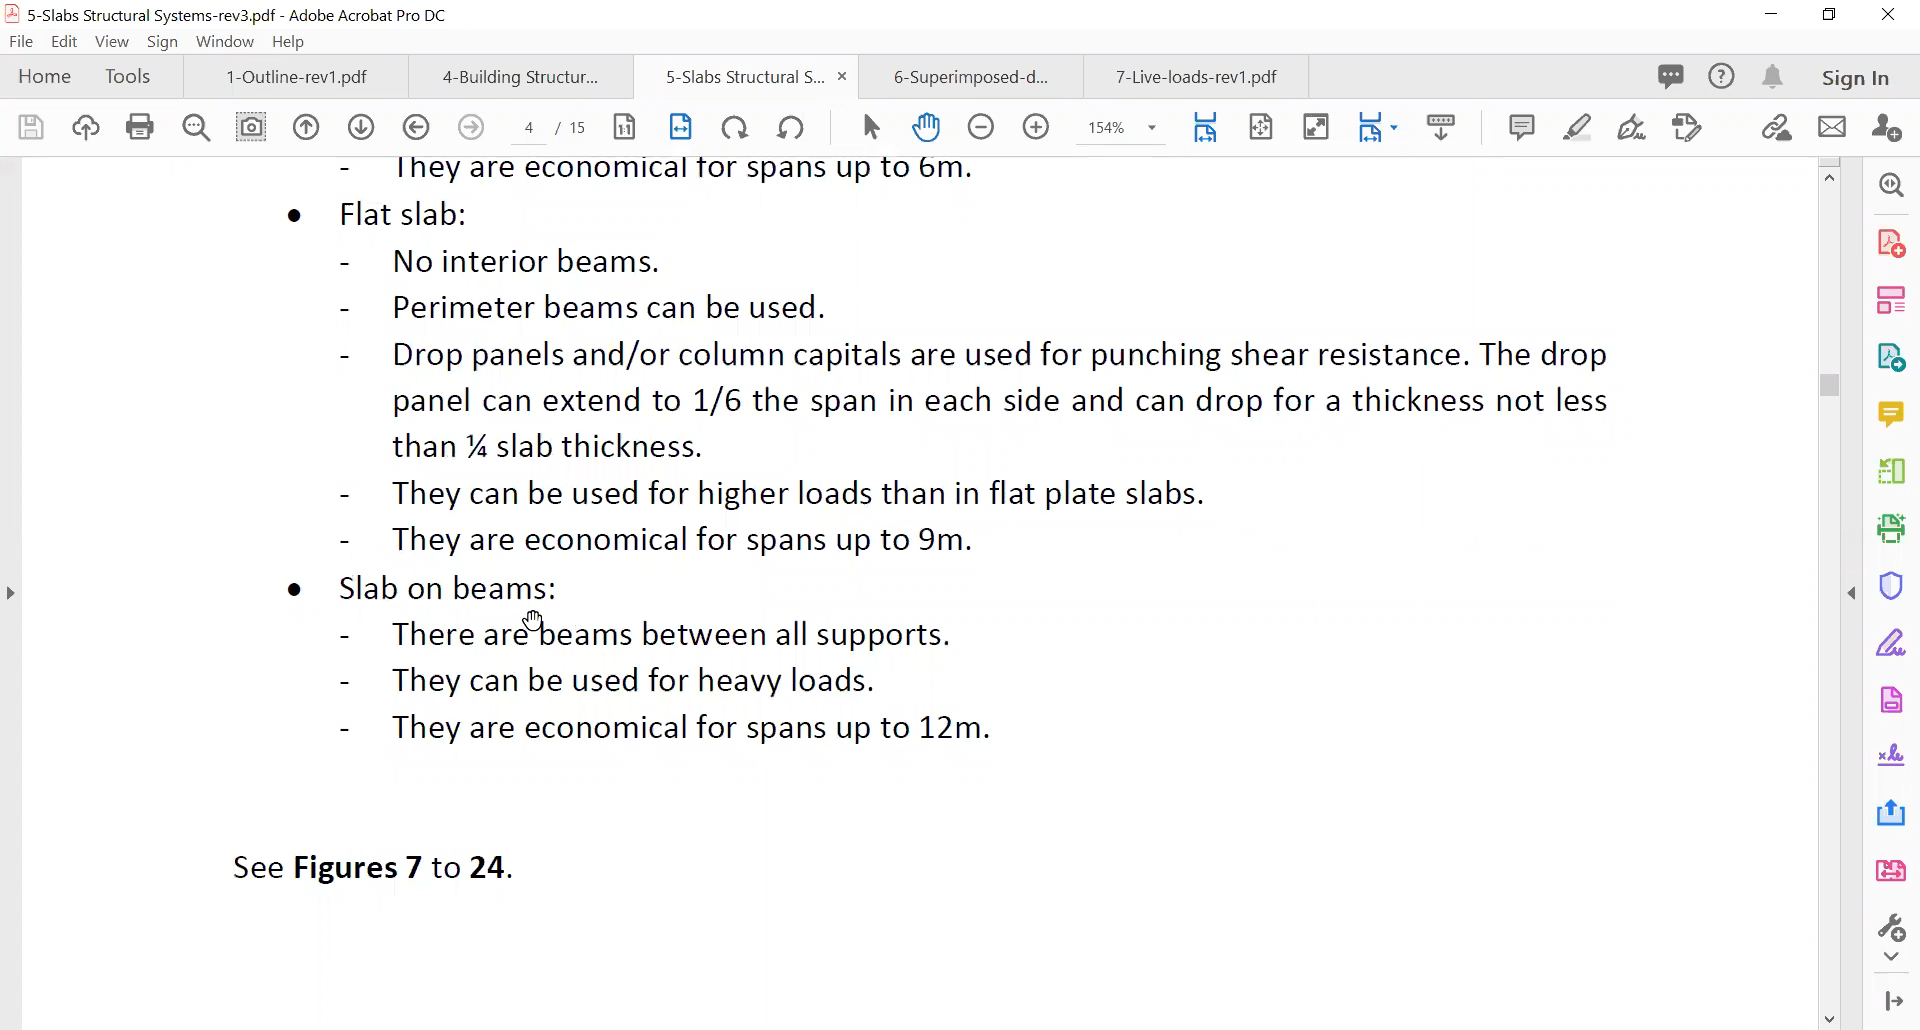 5-Slabs Structural Systems-rev3.pdf - Adobe Acrobat Pro DC
File Edit View Sign Window Help
Home Tools 1-Outline-rev1.pdf 4-Building Structur... 5-Slabs Structural S... × 6-Superimposed-d... 7-Live-loads-rev1.pdf Sign In
4 / 15 154%
- They are economical for spans up to 6m.
• Flat slab:
- No interior beams.
- Perimeter beams can be used.
- Drop panels and/or column capitals are used for punching shear resistance. The drop
panel can extend to 1/6 the span in each side and can drop for a thickness not less
than ¼ slab thickness.
- They can be used for higher loads than in flat plate slabs.
- They are economical for spans up to 9m.
• Slab on beams:
- There are beams between all supports.
- They can be used for heavy loads.
- They are economical for spans up to 12m.
See Figures 7 to 24.